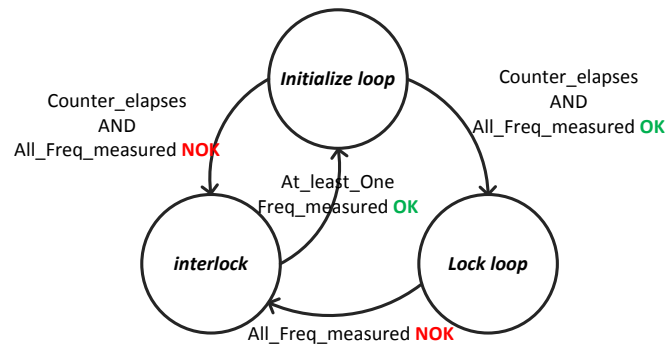 Initialize loop
Counter_elapses
AND
All_Freq_measured NOK
Counter_elapses
AND
All_Freq_measured OK
At_least_One
Freq_measured OK
interlock
Lock loop
All_Freq_measured NOK